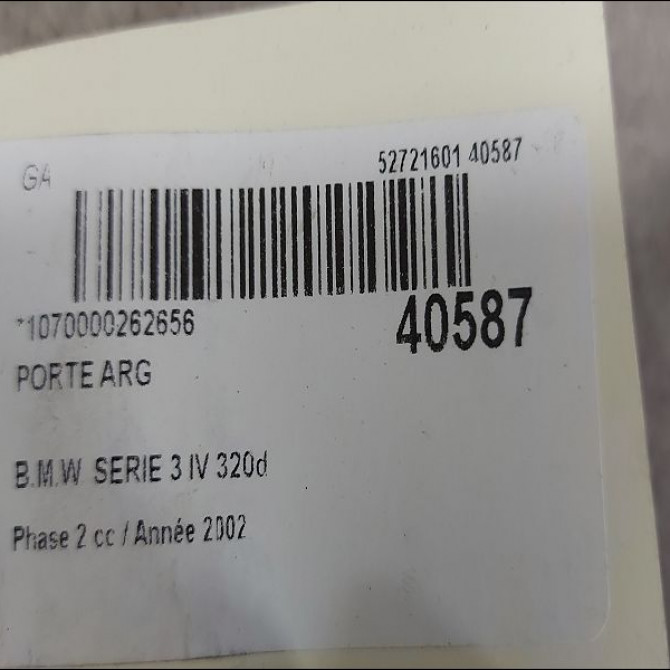 GA
52721601 40587
*1070000262656
40587
PORTE ARG
B.M.W SERIE 3 IV 320d
Phase 2 cc / Année 2002